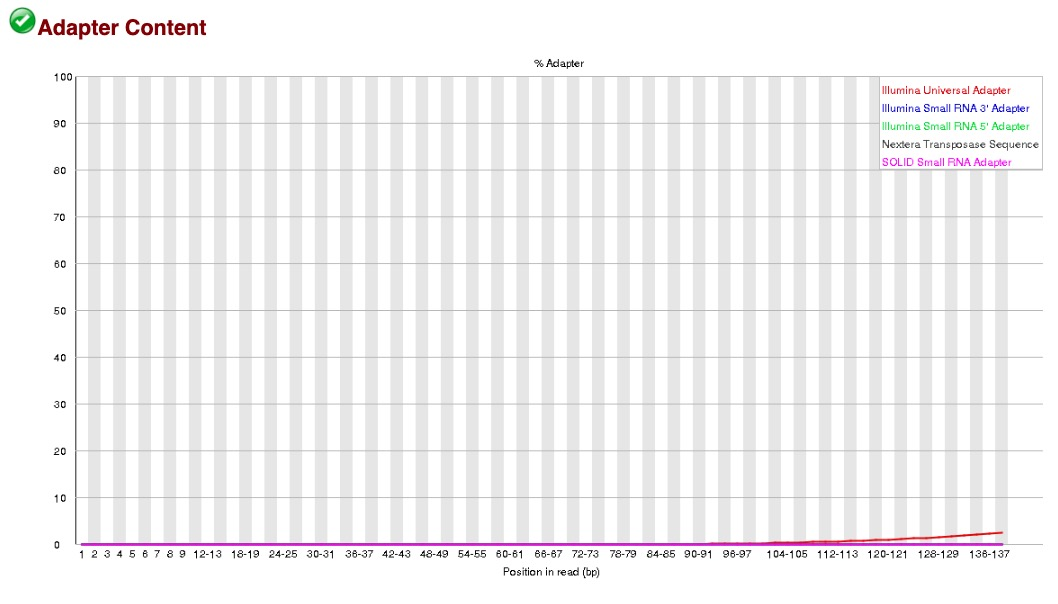 Adapter Content
% Adapter
100
90
80
70
60
50
40
30
20
10
0
Illumina Universal Adapter
Illumina Small RNA 3' Adapter
Illumina Small RNA 5' Adapter
Nextera Transposase Sequence
SOLID Small RNA Adapter
1 2 3 4 5 6 7 8 9 12-13 18-19 24-25 30-31 36-37 42-43 48-49 54-55 60-61 66-67 72-73 78-79 84-85 90-91 96-97 104-105 112-113 120-121 128-129 136-137
Position in read (bp)